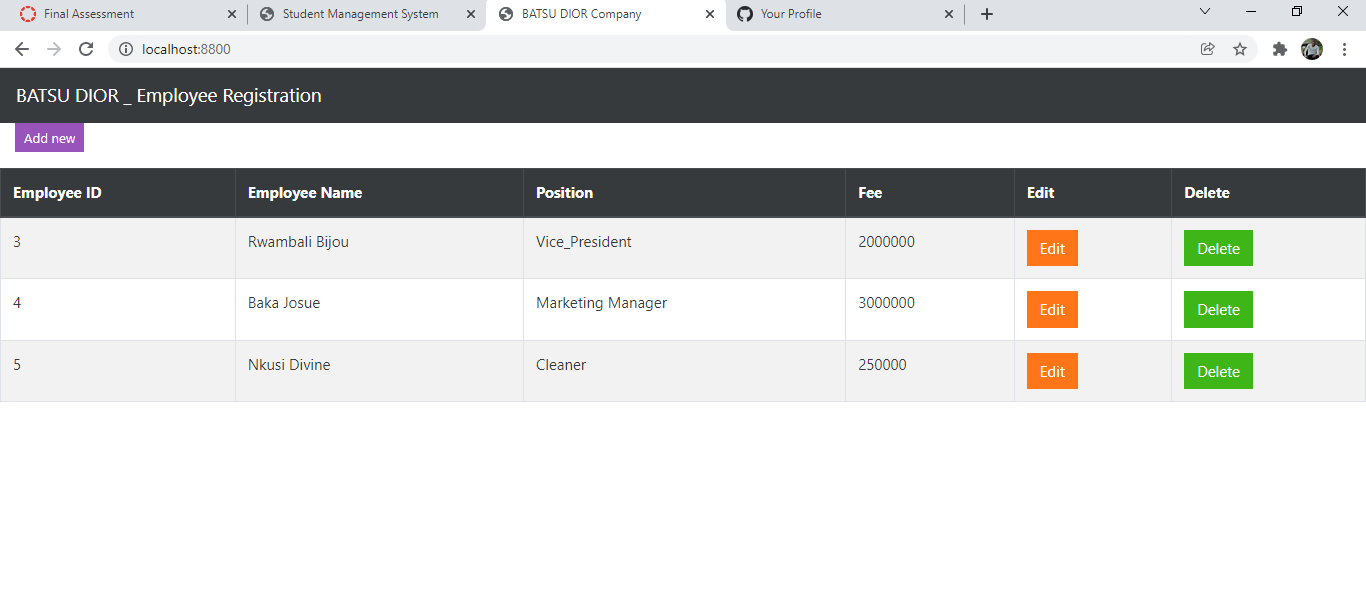 Final Assessment Student Management System BATSU DIOR Company Your Profile
localhost:8800
BATSU DIOR _ Employee Registration
Add new
Employee ID Employee Name Position Fee Edit Delete
3 Rwambali Bijou Vice_President 2000000 Edit Delete
4 Baka Josue Marketing Manager 3000000 Edit Delete
5 Nkusi Divine Cleaner 250000 Edit Delete